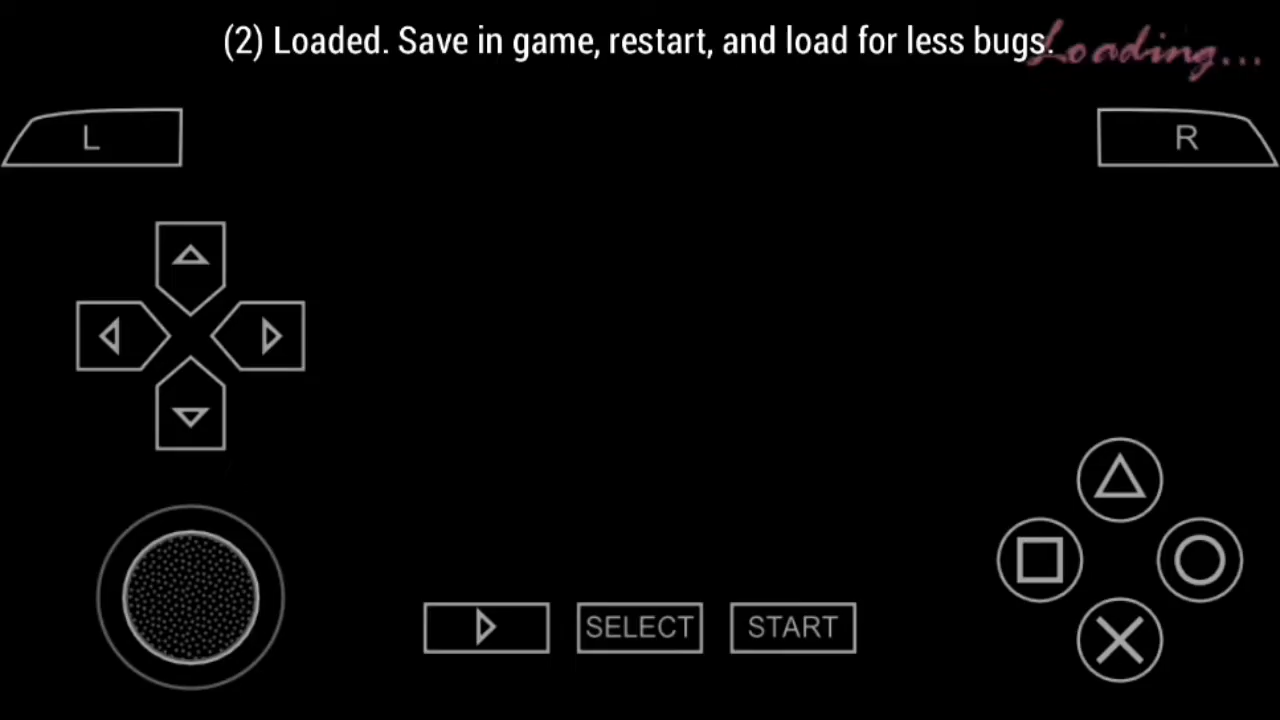 (2) Loaded. Save in game, restart, and load for less bugs.
Loading...
L
R
SELECT
START